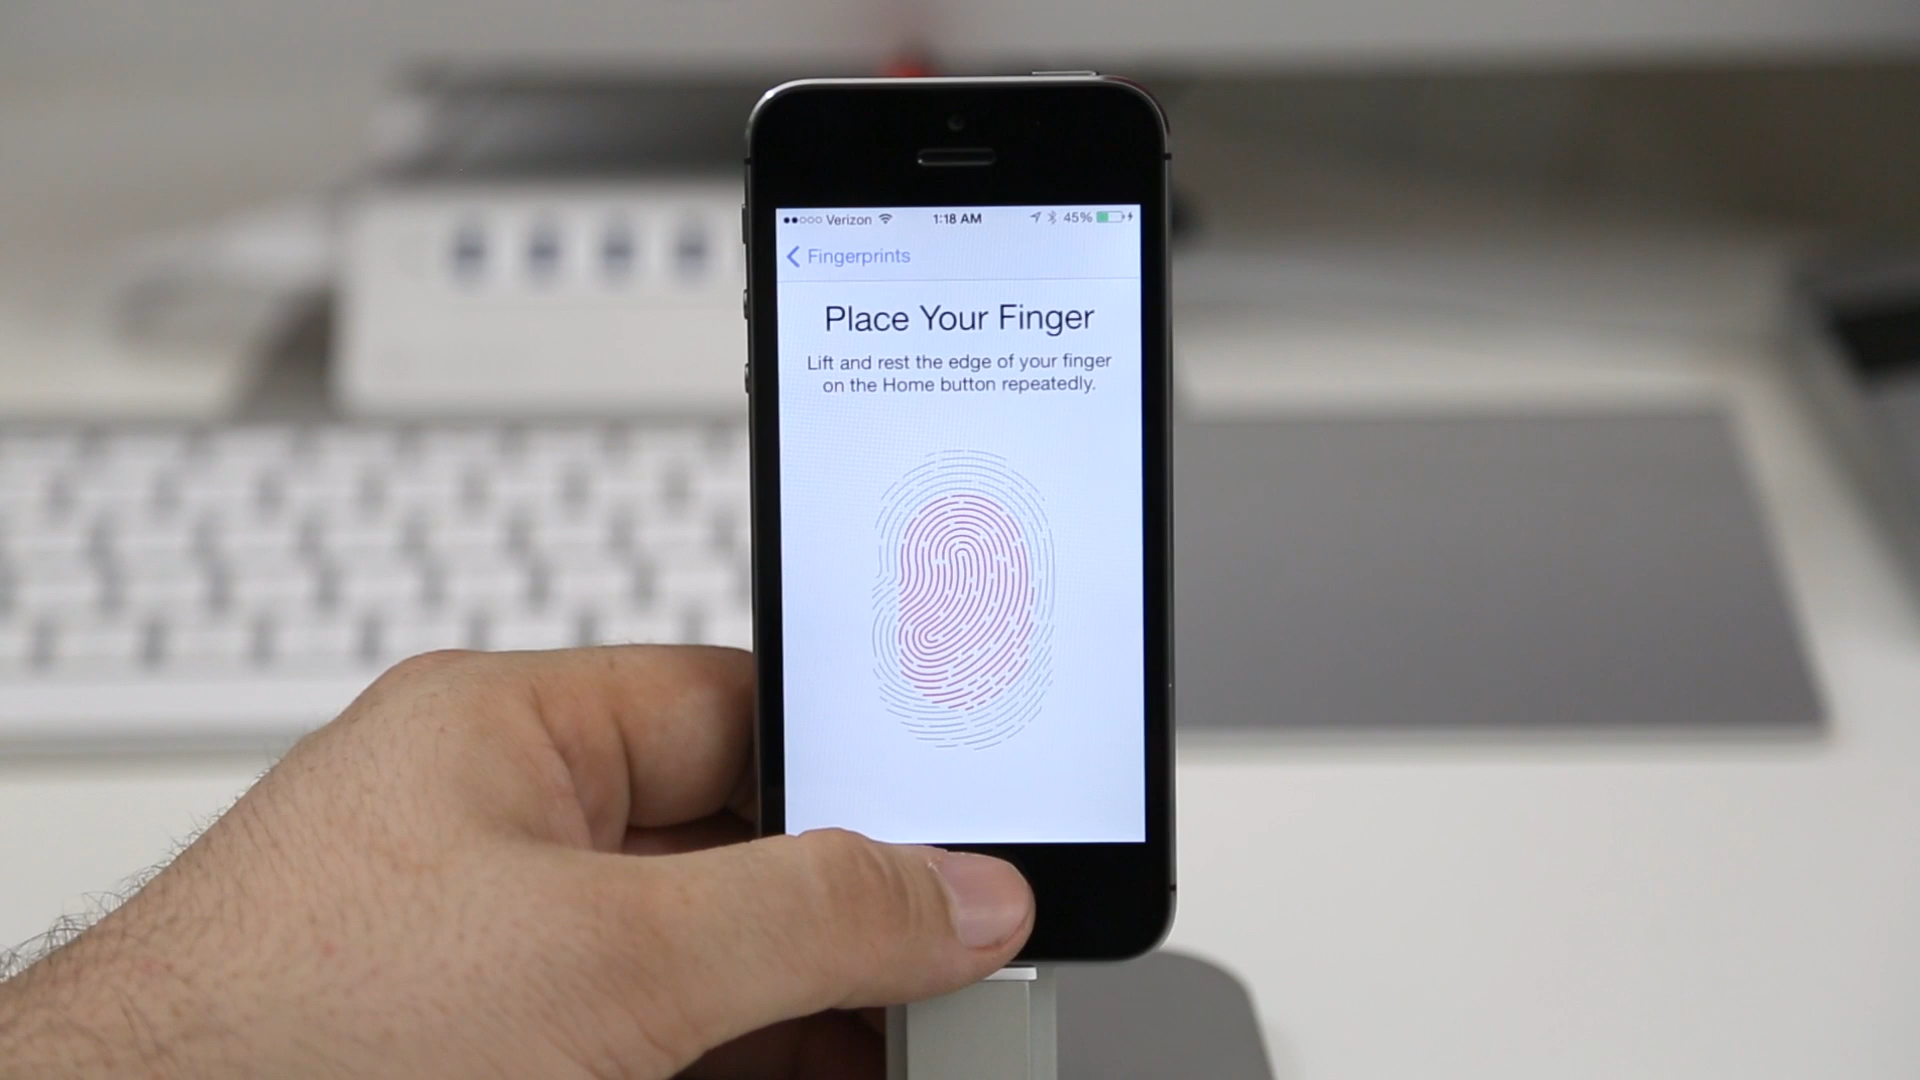 Verizon 1:18 AM 45%
Fingerprints
Place Your Finger
Lift and rest the edge of your finger
on the Home button repeatedly.